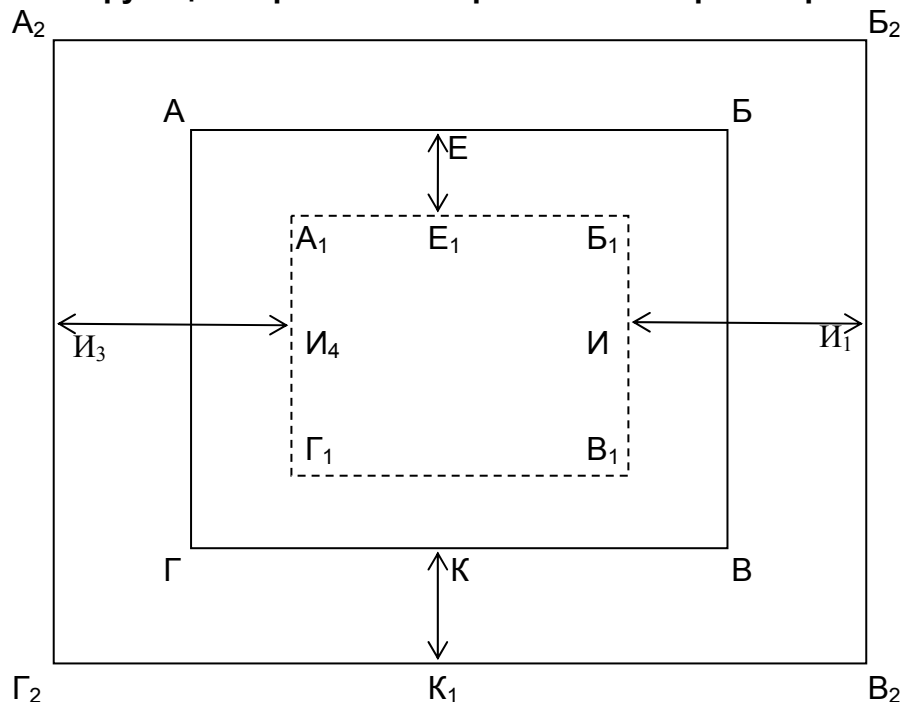 А₂ Б₂
А Б
Е
А₁ Е₁ Б₁
И₃ И₄ И И₁
Г₁ В₁
Г К В
Г₂ К₁ В₂